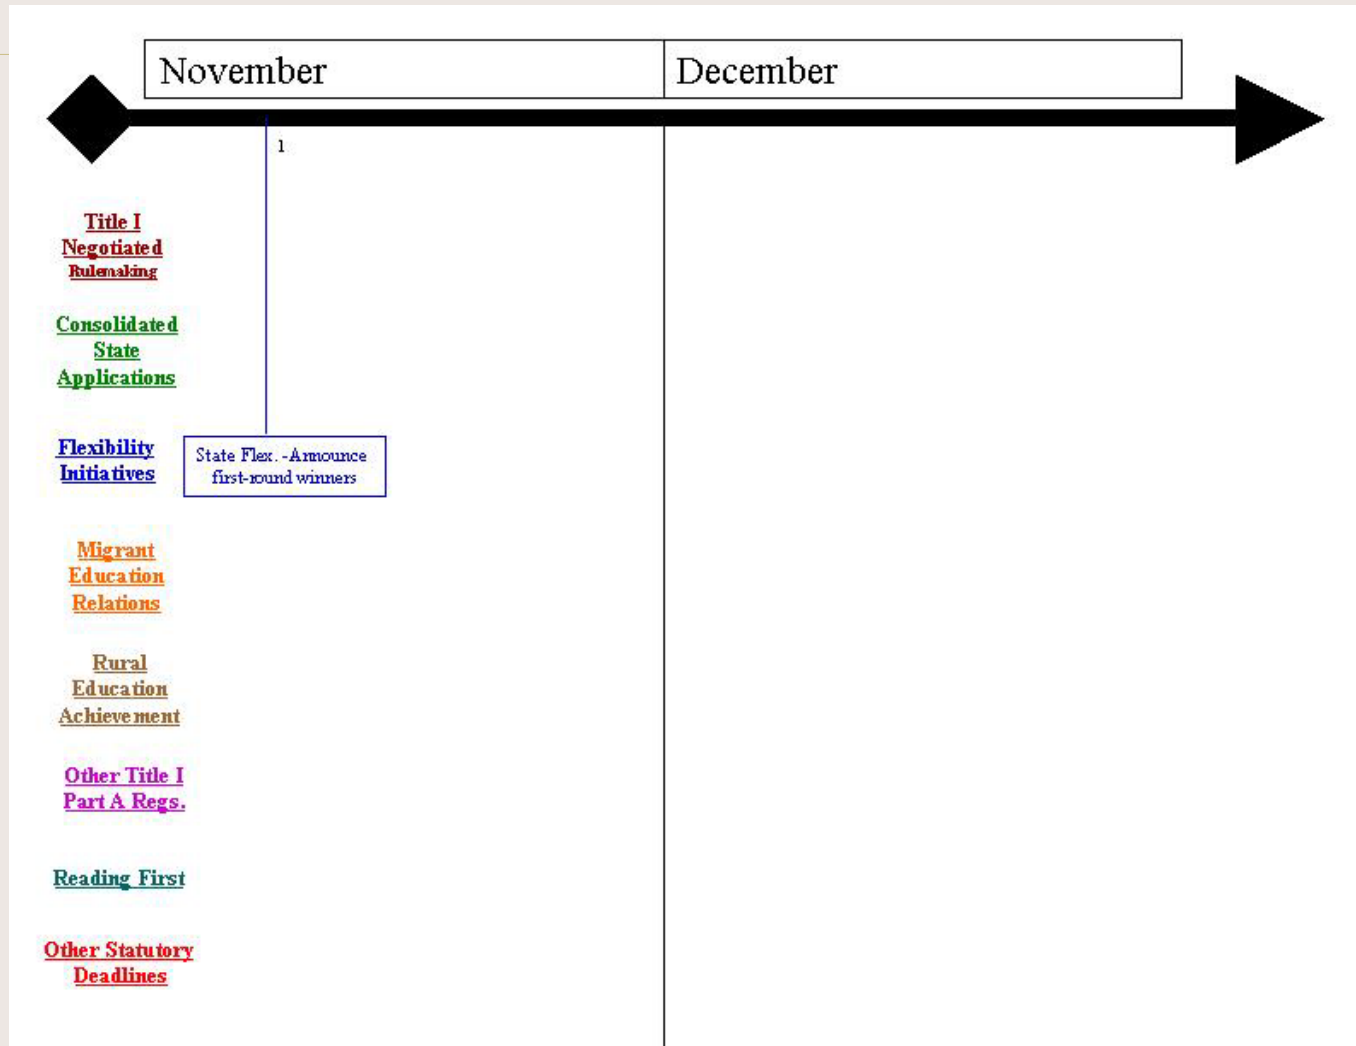 November
December
1
Title I
Negotiated
Rulemaking
Consolidated
State
Applications
Flexibility
Initiatives
State Flex. -Announce
first-round winners
Migrant
Education
Relations
Rural
Education
Achievement
Other Title I
Part A Regs.
Reading First
Other Statutory
Deadlines